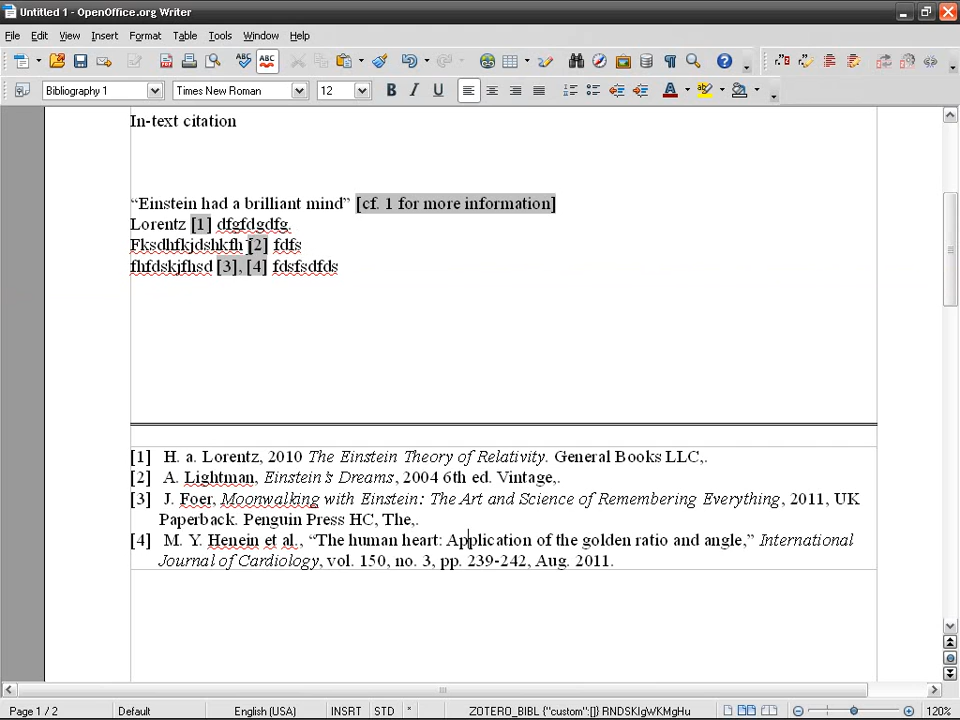 Untitled 1 - OpenOffice.org Writer
File Edit View Insert Format Table Tools Window Help
Bibliography 1 Times New Roman 12
In-text citation
“Einstein had a brilliant mind” [cf. 1 for more information]
Lorentz [1] dfgfdgdfg.
Fksdhfkjdshkfh [2] fdfs
fhfdskjfhsd [3], [4] fdsfsdfds
[1] H. a. Lorentz, 2010 The Einstein Theory of Relativity. General Books LLC,.
[2] A. Lightman, Einstein’s Dreams, 2004 6th ed. Vintage,.
[3] J. Foer, Moonwalking with Einstein: The Art and Science of Remembering Everything, 2011, UK
Paperback. Penguin Press HC, The,.
[4] M. Y. Henein et al., “The human heart: Application of the golden ratio and angle,” International
Journal of Cardiology, vol. 150, no. 3, pp. 239-242, Aug. 2011.
Page 1 / 2 Default English (USA) INSRT STD * ZOTERO_BIBL {"custom":[]} RNDSKIgWKMgHu 120%